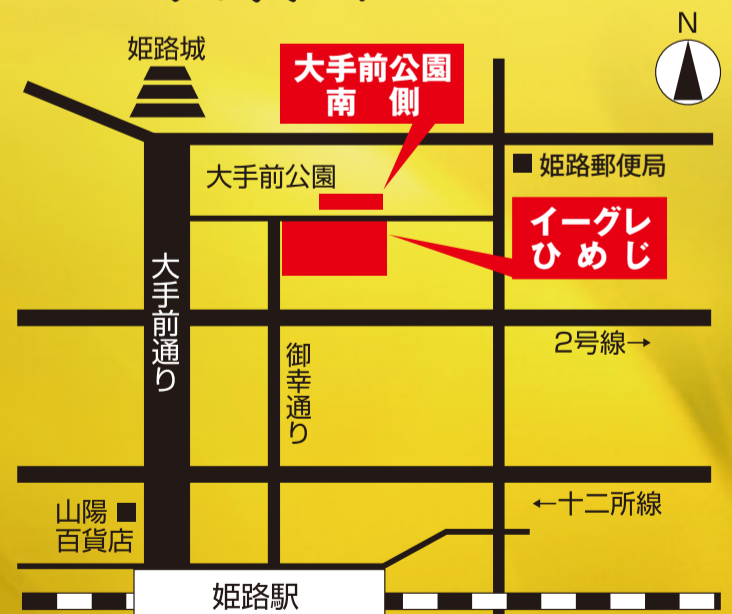 N
姫路城
大手前公園
南 側
大手前公園
姫路郵便局
イーグレ
ひ め じ
大手前通り
2号線→
御幸通り
←十二所線
山陽
百貨店
姫路駅